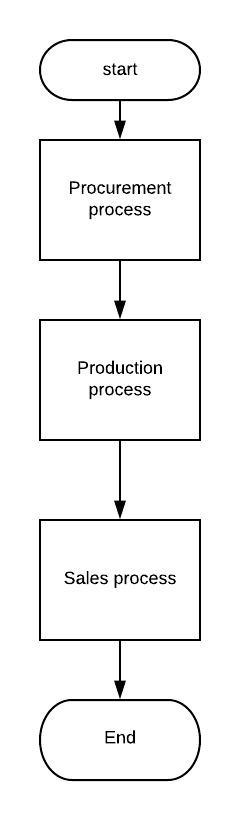 start
Procurement
process
Production
process
Sales process
End